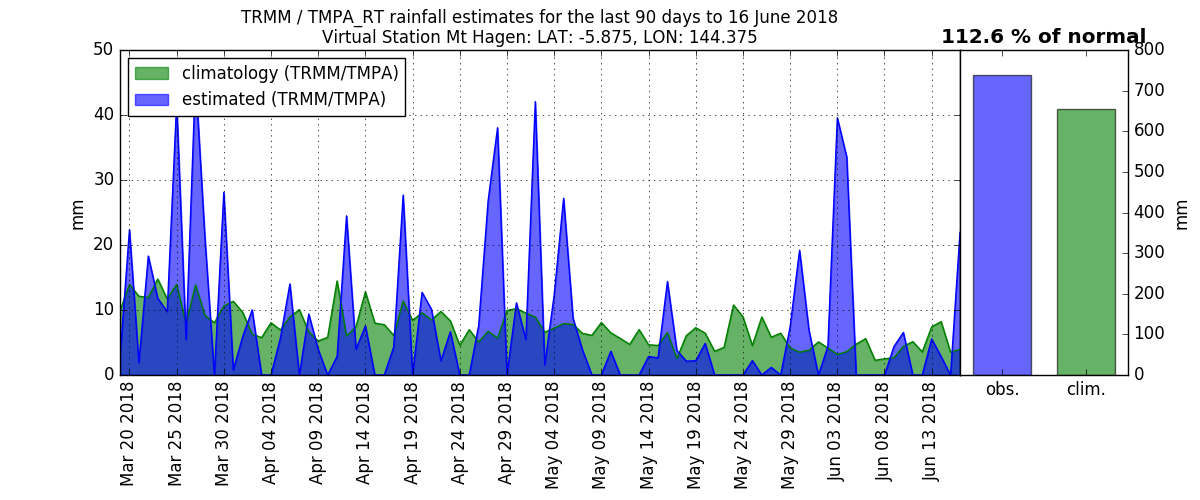 TRMM / TMPA_RT rainfall estimates for the last 90 days to 16 June 2018
Virtual Station Mt Hagen: LAT: -5.875, LON: 144.375
112.6 % of normal
climatology (TRMM/TMPA)
estimated (TRMM/TMPA)
50
40
30
20
10
0
mm
Mar 20 2018
Mar 25 2018
Mar 30 2018
Apr 04 2018
Apr 09 2018
Apr 14 2018
Apr 19 2018
Apr 24 2018
Apr 29 2018
May 04 2018
May 09 2018
May 14 2018
May 19 2018
May 24 2018
May 29 2018
Jun 03 2018
Jun 08 2018
Jun 13 2018
800
700
600
500
400
300
200
100
0
mm
obs.
clim.